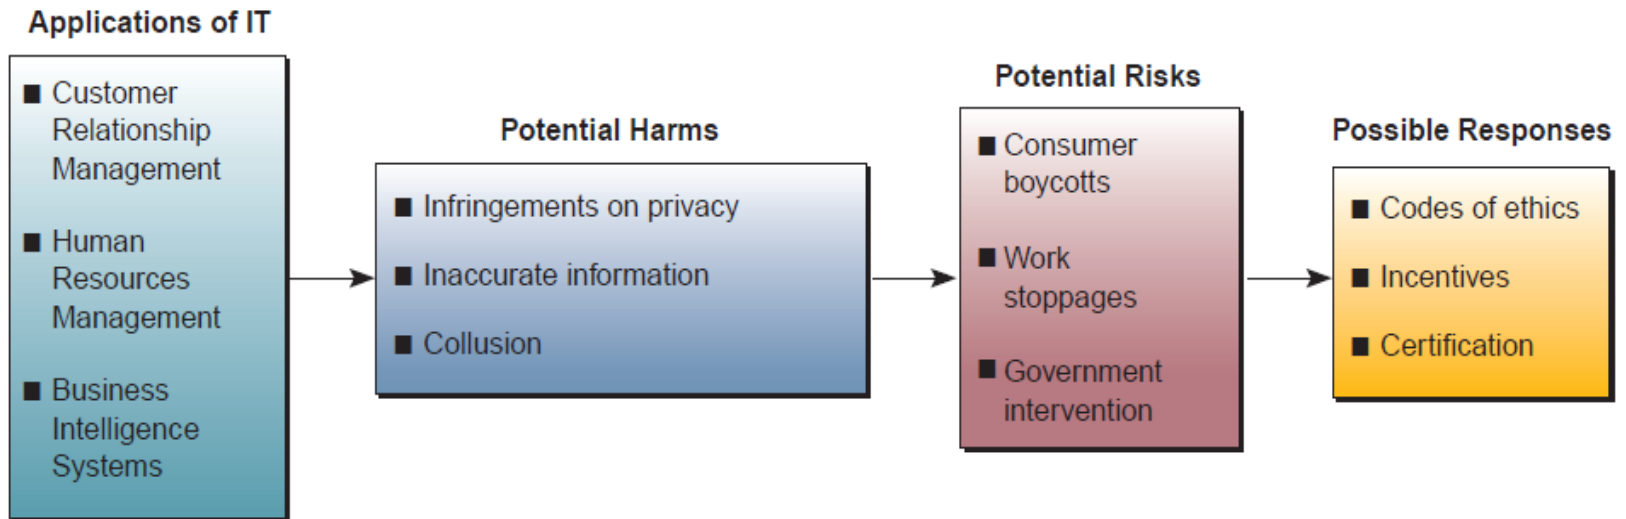 Applications of IT
Customer
Relationship
Management
Human
Resources
Management
Business
Intelligence
Systems
Potential Harms
Infringements on privacy
Inaccurate information
Collusion
Potential Risks
Consumer
boycotts
Work
stoppages
Government
intervention
Possible Responses
Codes of ethics
Incentives
Certification